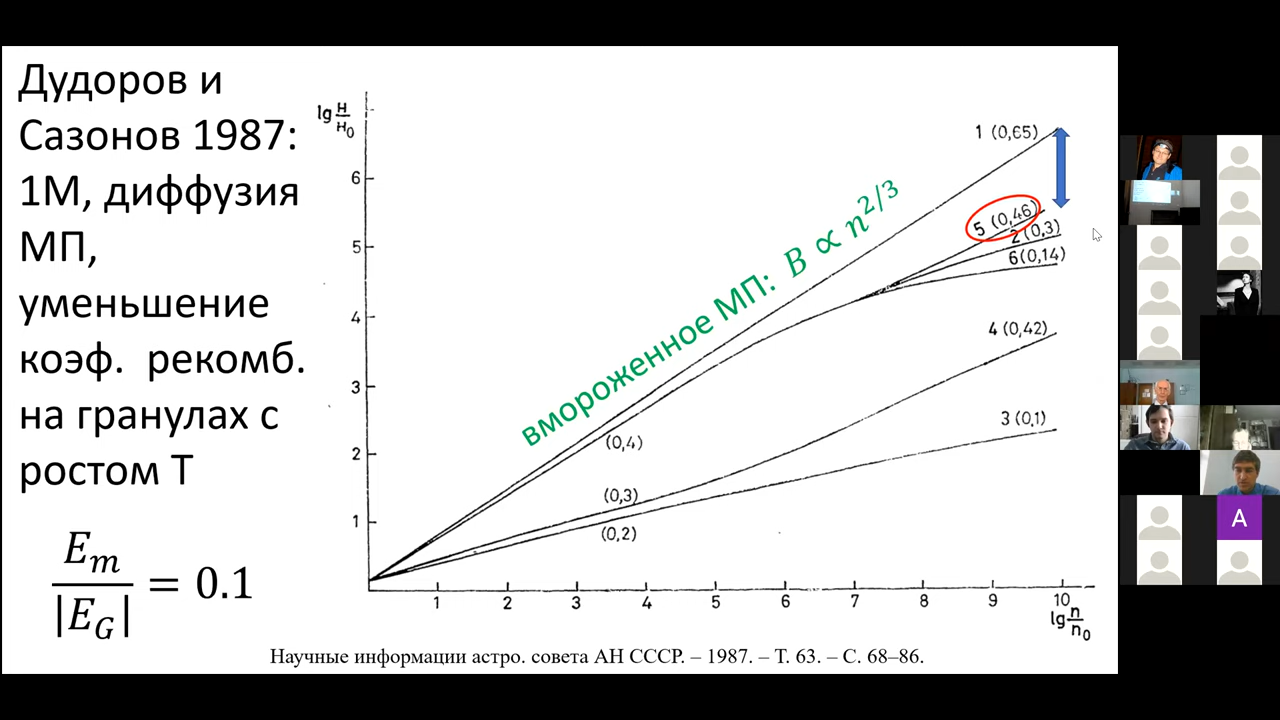 Дудоров и
Сазонов 1987:
1М, диффузия
МП,
уменьшение
коэф. рекомб.
на гранулах с
ростом Т
E_m / |E_G| = 0.1
lg H/H₀
6
5
4
3
2
1
1 (0,65)
5 (0,46)
2 (0,3)
6 (0,14)
4 (0,42)
3 (0,1)
вмороженное МП: B ∝ n^{2/3}
(0,4)
(0,3)
(0,2)
1 2 3 4 5 6 7 8 9 10
lg n/n₀
Научные информации астро. совета АН СССР. – 1987. – Т. 63. – С. 68–86.
A